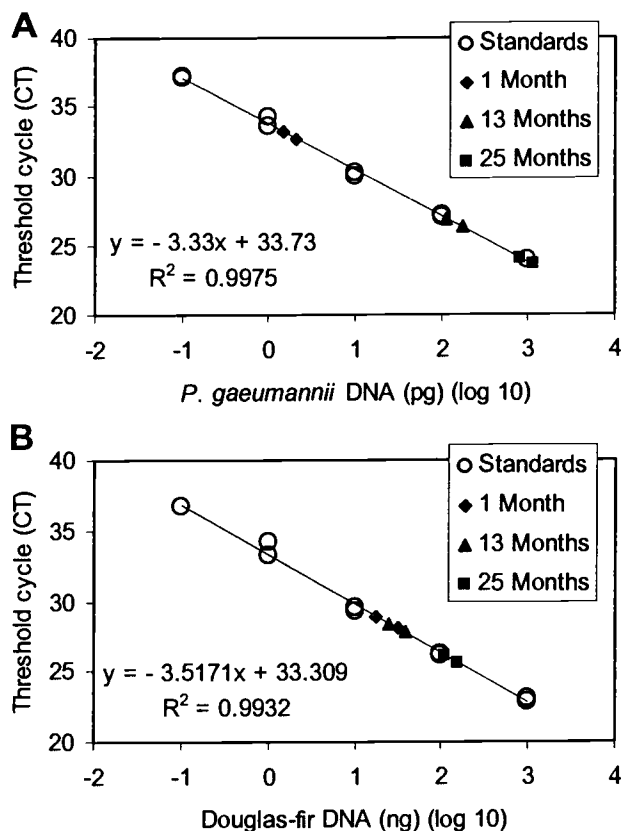 A
Threshold cycle (CT)
40
35
30
25
20
-2
-1
0
1
2
3
4
P. gaeumannii DNA (pg) (log 10)
y = - 3.33x + 33.73
R² = 0.9975
Standards
1 Month
13 Months
25 Months
B
Threshold cycle (CT)
40
35
30
25
20
-2
-1
0
1
2
3
4
Douglas-fir DNA (ng) (log 10)
y = - 3.5171x + 33.309
R² = 0.9932
Standards
1 Month
13 Months
25 Months